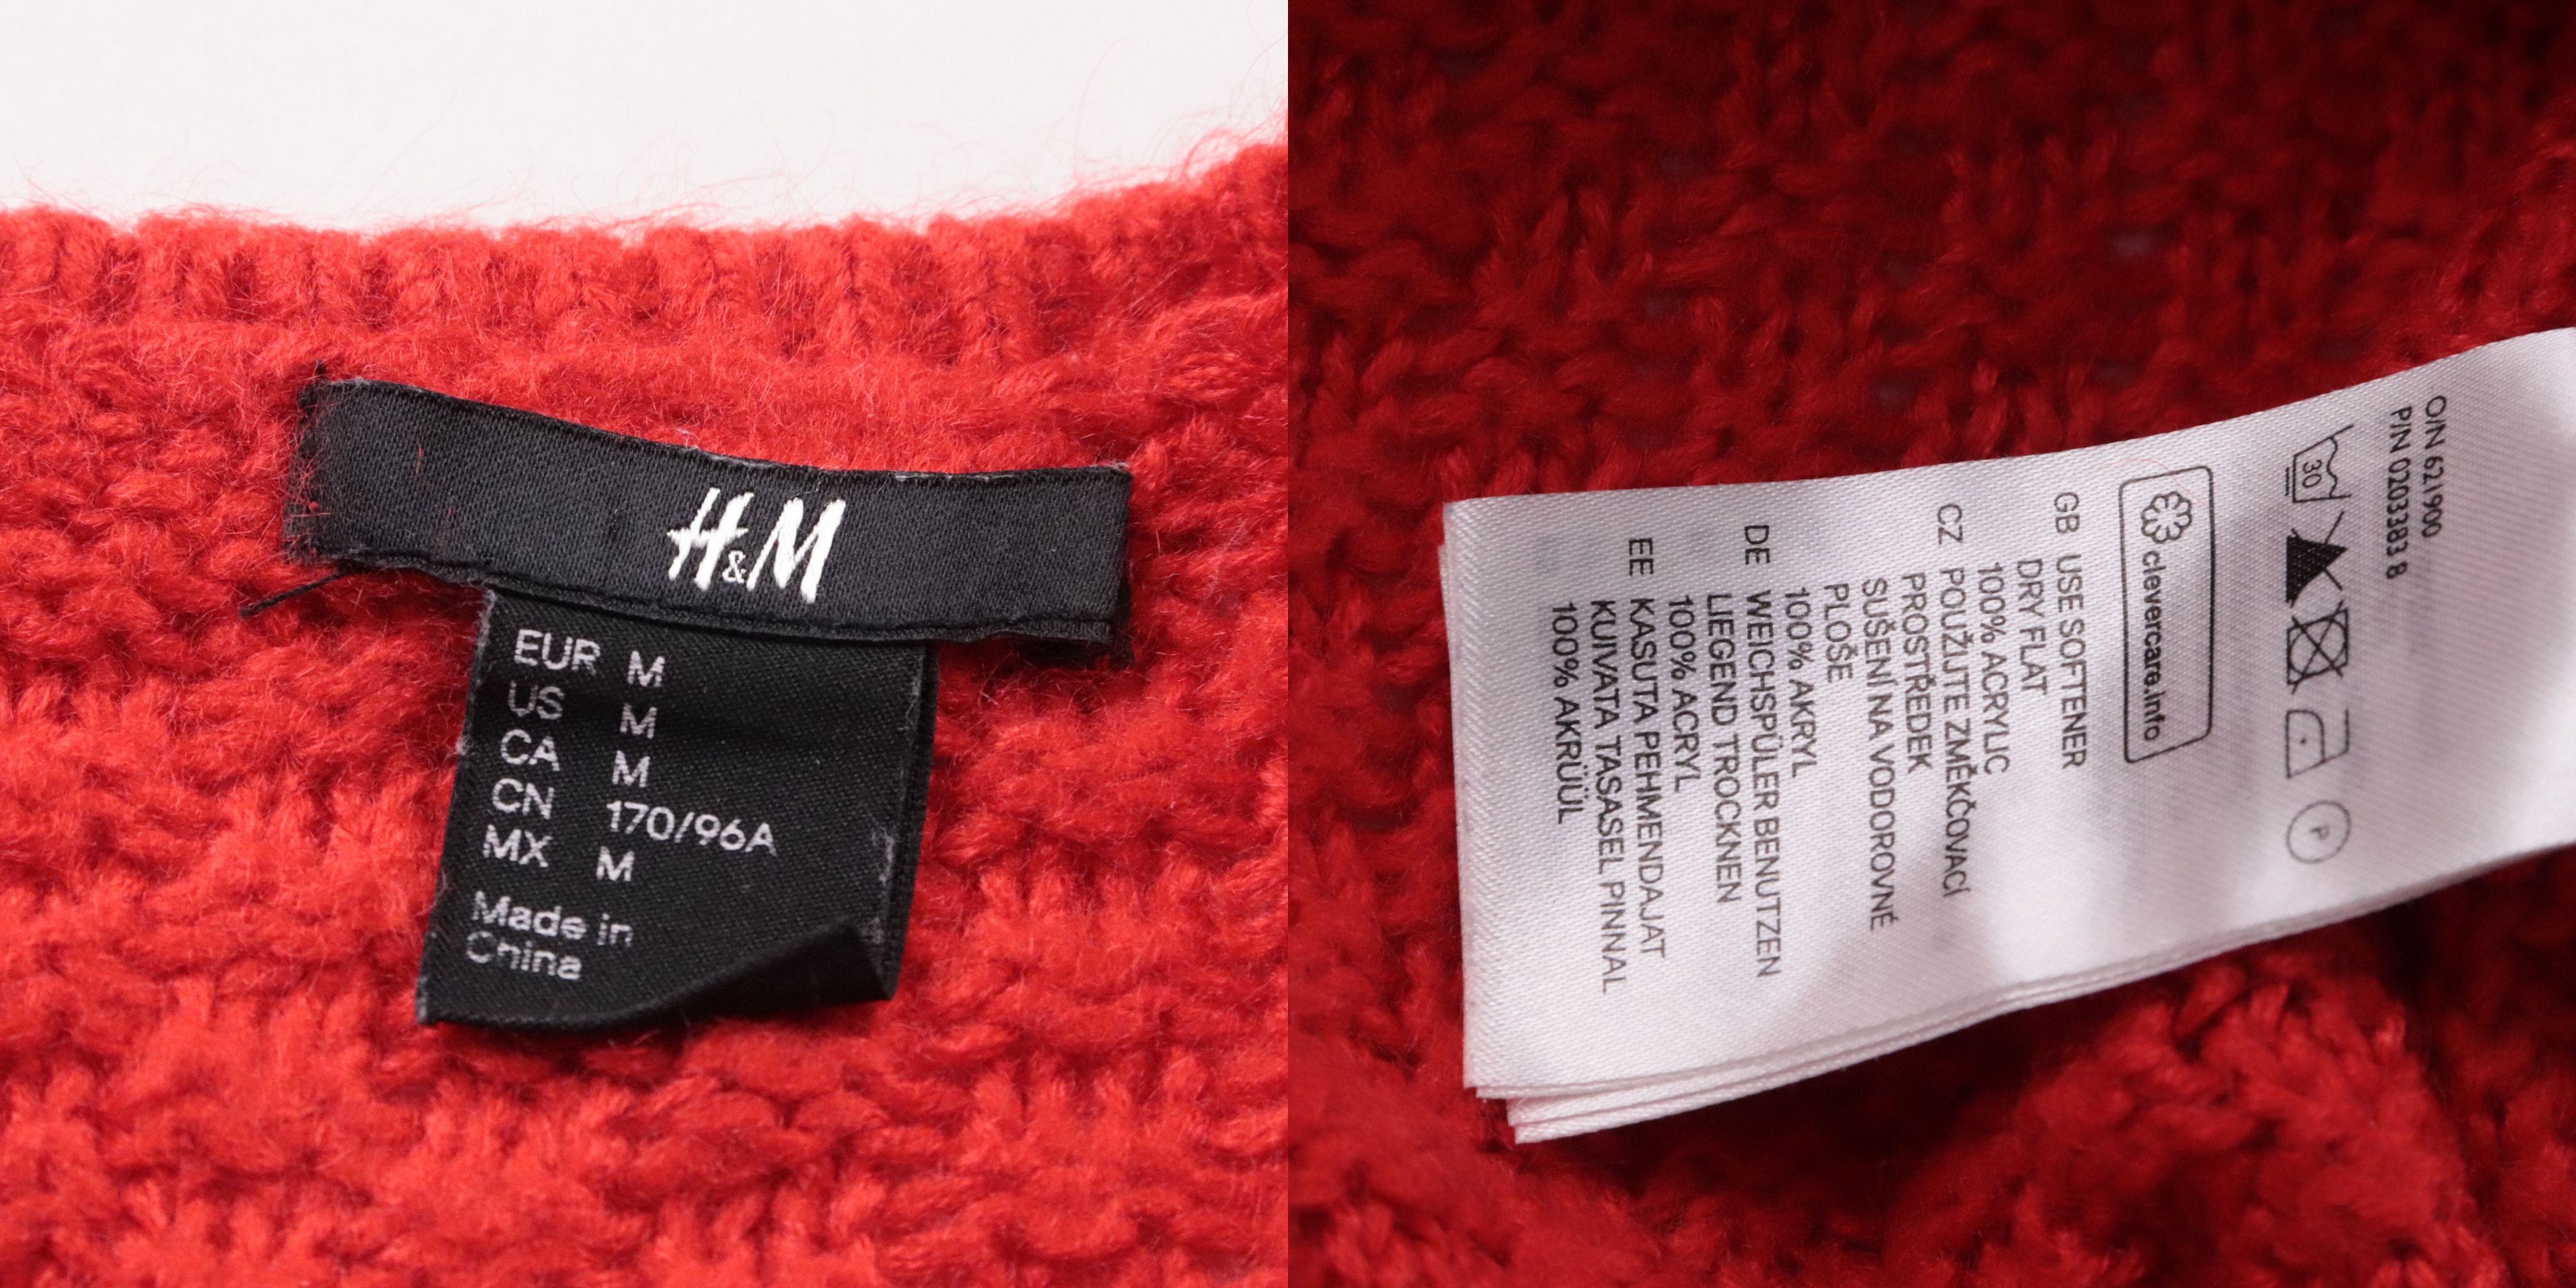 H&M
EUR M
US M
CA M
CN 170/96A
MX M
Made in
China
O/N 621900
P/N 0203383 8
30
P
clevercare.info
GB USE SOFTENER
DRY FLAT
100% ACRYLIC
CZ POUŽIJTE ZMĚKČOVACÍ
PROSTŘEDEK
SUŠENÍ NA VODOROVNÉ
PLOŠE
100% AKRYL
DE WEICHSPÜLER BENUTZEN
LIEGEND TROCKNEN
100% ACRYL
EE KASUTA PEHMENDAJAT
KUIVATA TASASEL PINNAL
100% AKRÜÜL